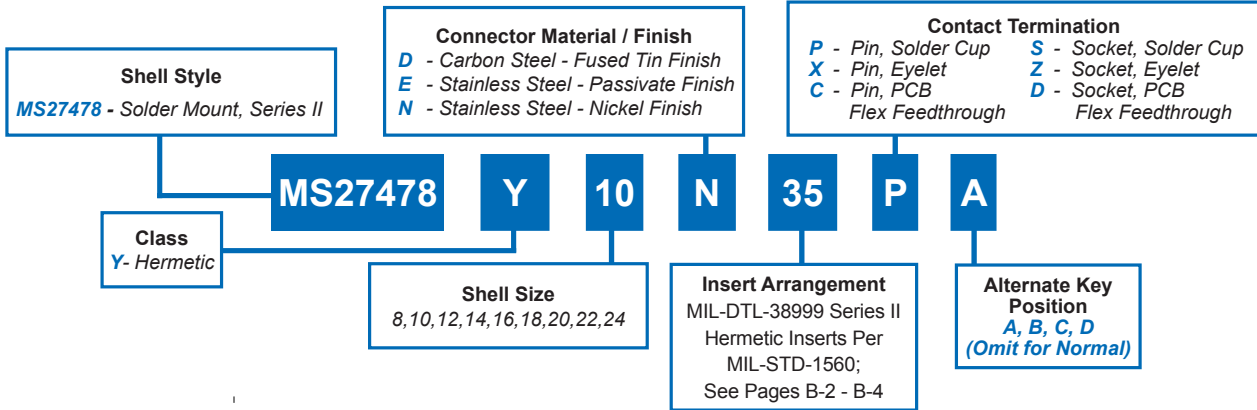 Shell Style
MS27478 - Solder Mount, Series II
Connector Material / Finish
D - Carbon Steel - Fused Tin Finish
E - Stainless Steel - Passivate Finish
N - Stainless Steel - Nickel Finish
Contact Termination
P - Pin, Solder Cup
X - Pin, Eyelet
C - Pin, PCB
Flex Feedthrough
S - Socket, Solder Cup
Z - Socket, Eyelet
D - Socket, PCB
Flex Feedthrough
MS27478 Y 10 N 35 P A
Class
Y- Hermetic
Shell Size
8,10,12,14,16,18,20,22,24
Insert Arrangement
MIL-DTL-38999 Series II
Hermetic Inserts Per
MIL-STD-1560;
See Pages B-2 - B-4
Alternate Key
Position
A, B, C, D
(Omit for Normal)